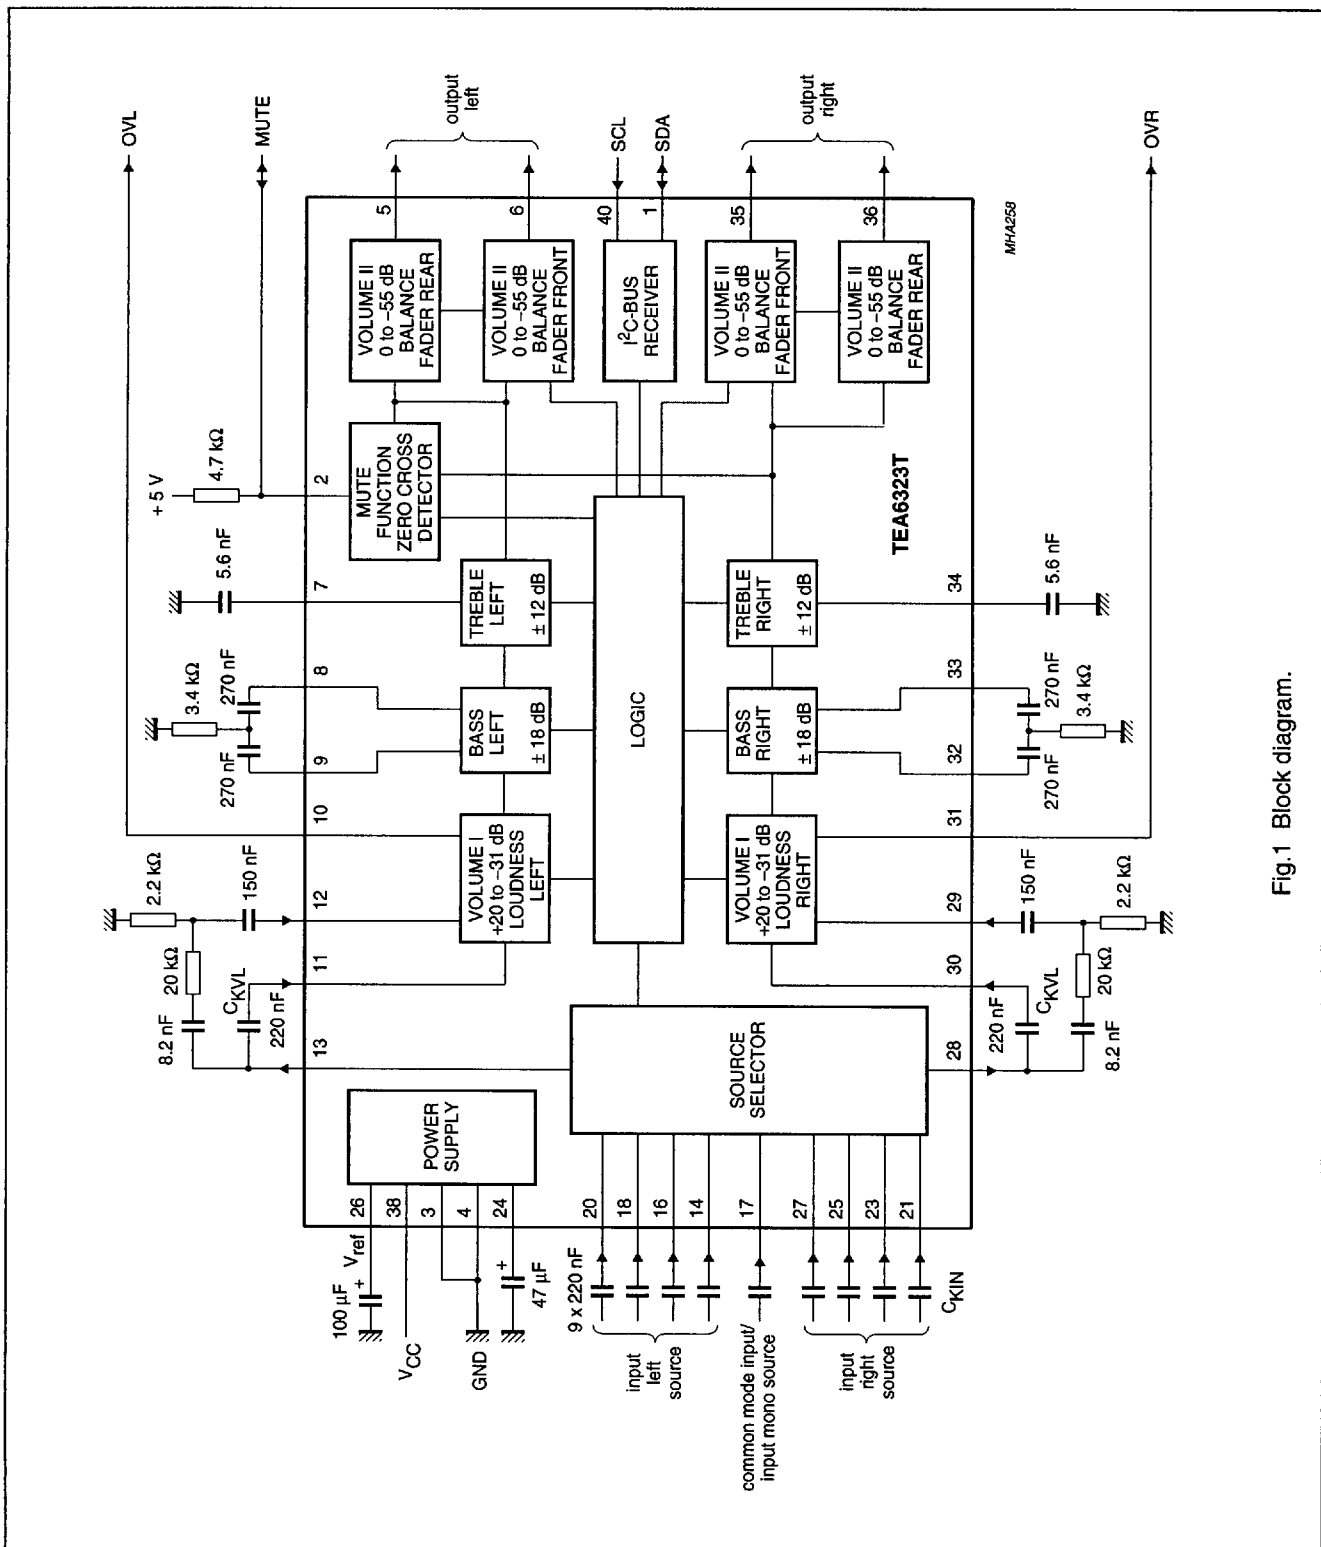 OVL
MUTE
output
left
SCL
SDA
output
right
OVR
5
6
40
1
35
36
MHA258
VOLUME II
0 to −55 dB
BALANCE
FADER REAR
VOLUME II
0 to −55 dB
BALANCE
FADER FRONT
I²C-BUS
RECEIVER
VOLUME II
0 to −55 dB
BALANCE
FADER FRONT
VOLUME II
0 to −55 dB
BALANCE
FADER REAR
+5 V
4.7 kΩ
2
MUTE
FUNCTION
ZERO CROSS
DETECTOR
TEA6323T
5.6 nF
7
TREBLE
LEFT
± 12 dB
TREBLE
RIGHT
± 12 dB
34
5.6 nF
3.4 kΩ
270 nF
8
270 nF
9
BASS
LEFT
± 18 dB
LOGIC
BASS
RIGHT
± 18 dB
33
32
270 nF
3.4 kΩ
270 nF
10
VOLUME I
+20 to −31 dB
LOUDNESS
LEFT
VOLUME I
+20 to −31 dB
LOUDNESS
RIGHT
31
2.2 kΩ
150 nF
12
29
150 nF
2.2 kΩ
20 kΩ
CKVL
11
30
CKVL
20 kΩ
8.2 nF
220 nF
13
28
220 nF
8.2 nF
POWER
SUPPLY
SOURCE
SELECTOR
26
38
3
4
24
20
18
16
14
17
27
25
23
21
100 μF
+
Vref
VCC
GND
+
47 μF
9 x 220 nF
CKIN
input
left
source
common mode input/
input mono source
input
right
source
Fig.1 Block diagram.